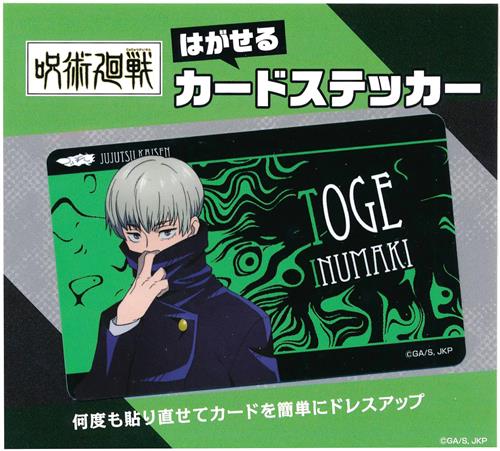 呪術廻戦
はがせる
カードステッカー
JUJUTSU KAISEN
TOGE
INUMAKI
©GA/S, JKP
何度も貼り直せてカードを簡単にドレスアップ
©GA/S, JKP